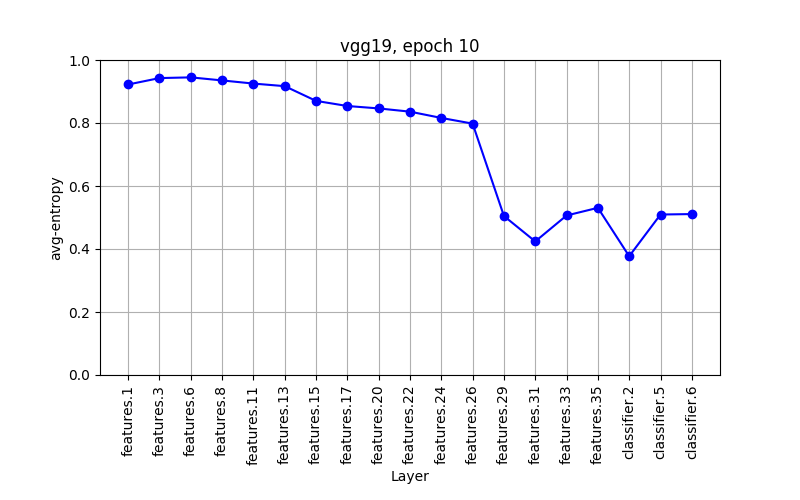 vgg19, epoch 10
avg-entropy
1.0
0.8
0.6
0.4
0.2
0.0
features.1
features.3
features.6
features.8
features.11
features.13
features.15
features.17
features.20
features.22
features.24
features.26
features.29
features.31
features.33
features.35
classifier.2
classifier.5
classifier.6
Layer